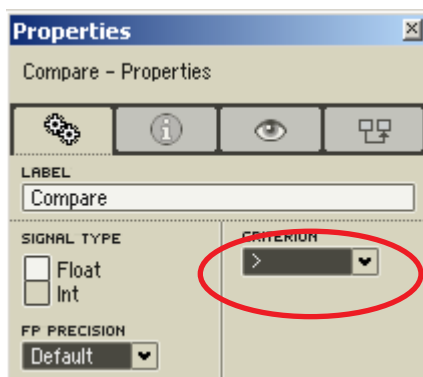 Properties
Compare - Properties
LABEL
Compare
SIGNAL TYPE
Float
Int
FP PRECISION
Default
CRITERION
>